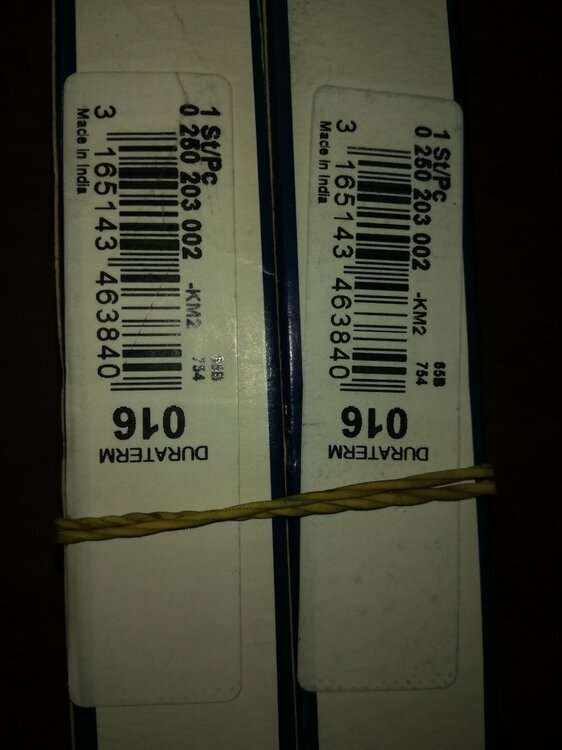 1 St/Pc
0 250 203 002 -KM2
65B
754
3 165143 463840
Made in India
016
DURATERM
1 St/Pc
0 250 203 002 -KM2
65B
754
3 165143 463840
Made in India
016
DURATERM